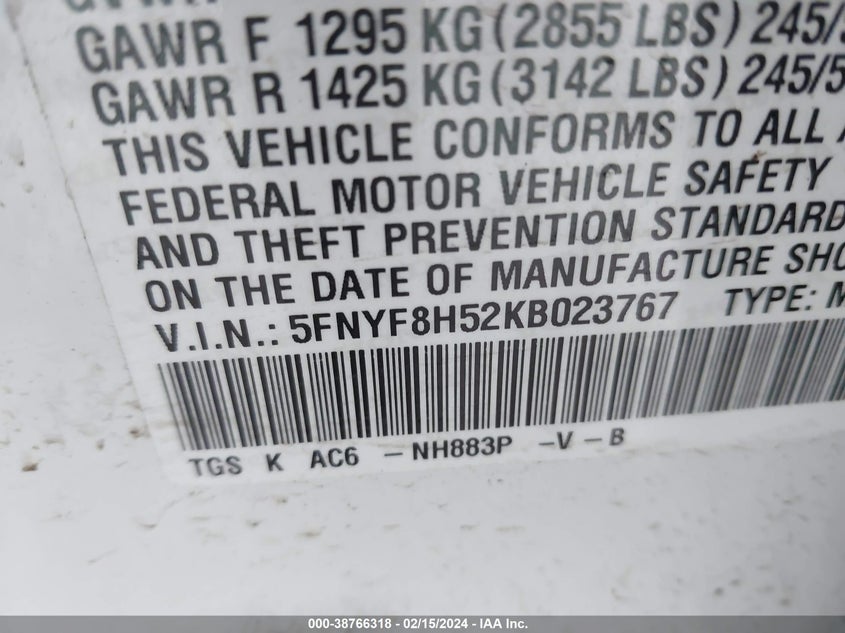 GAWR F 1295 KG (2855 LBS) 245/
GAWR R 1425 KG (3142 LBS) 245/5
THIS VEHICLE CONFORMS TO ALL A
FEDERAL MOTOR VEHICLE SAFETY
AND THEFT PREVENTION STANDARD
ON THE DATE OF MANUFACTURE SHO
V.I.N.: 5FNYF8H52KB023767 TYPE: M
TGS K AC6 – NH883P –V – B
000-38766318 - 02/15/2024 - IAA Inc.